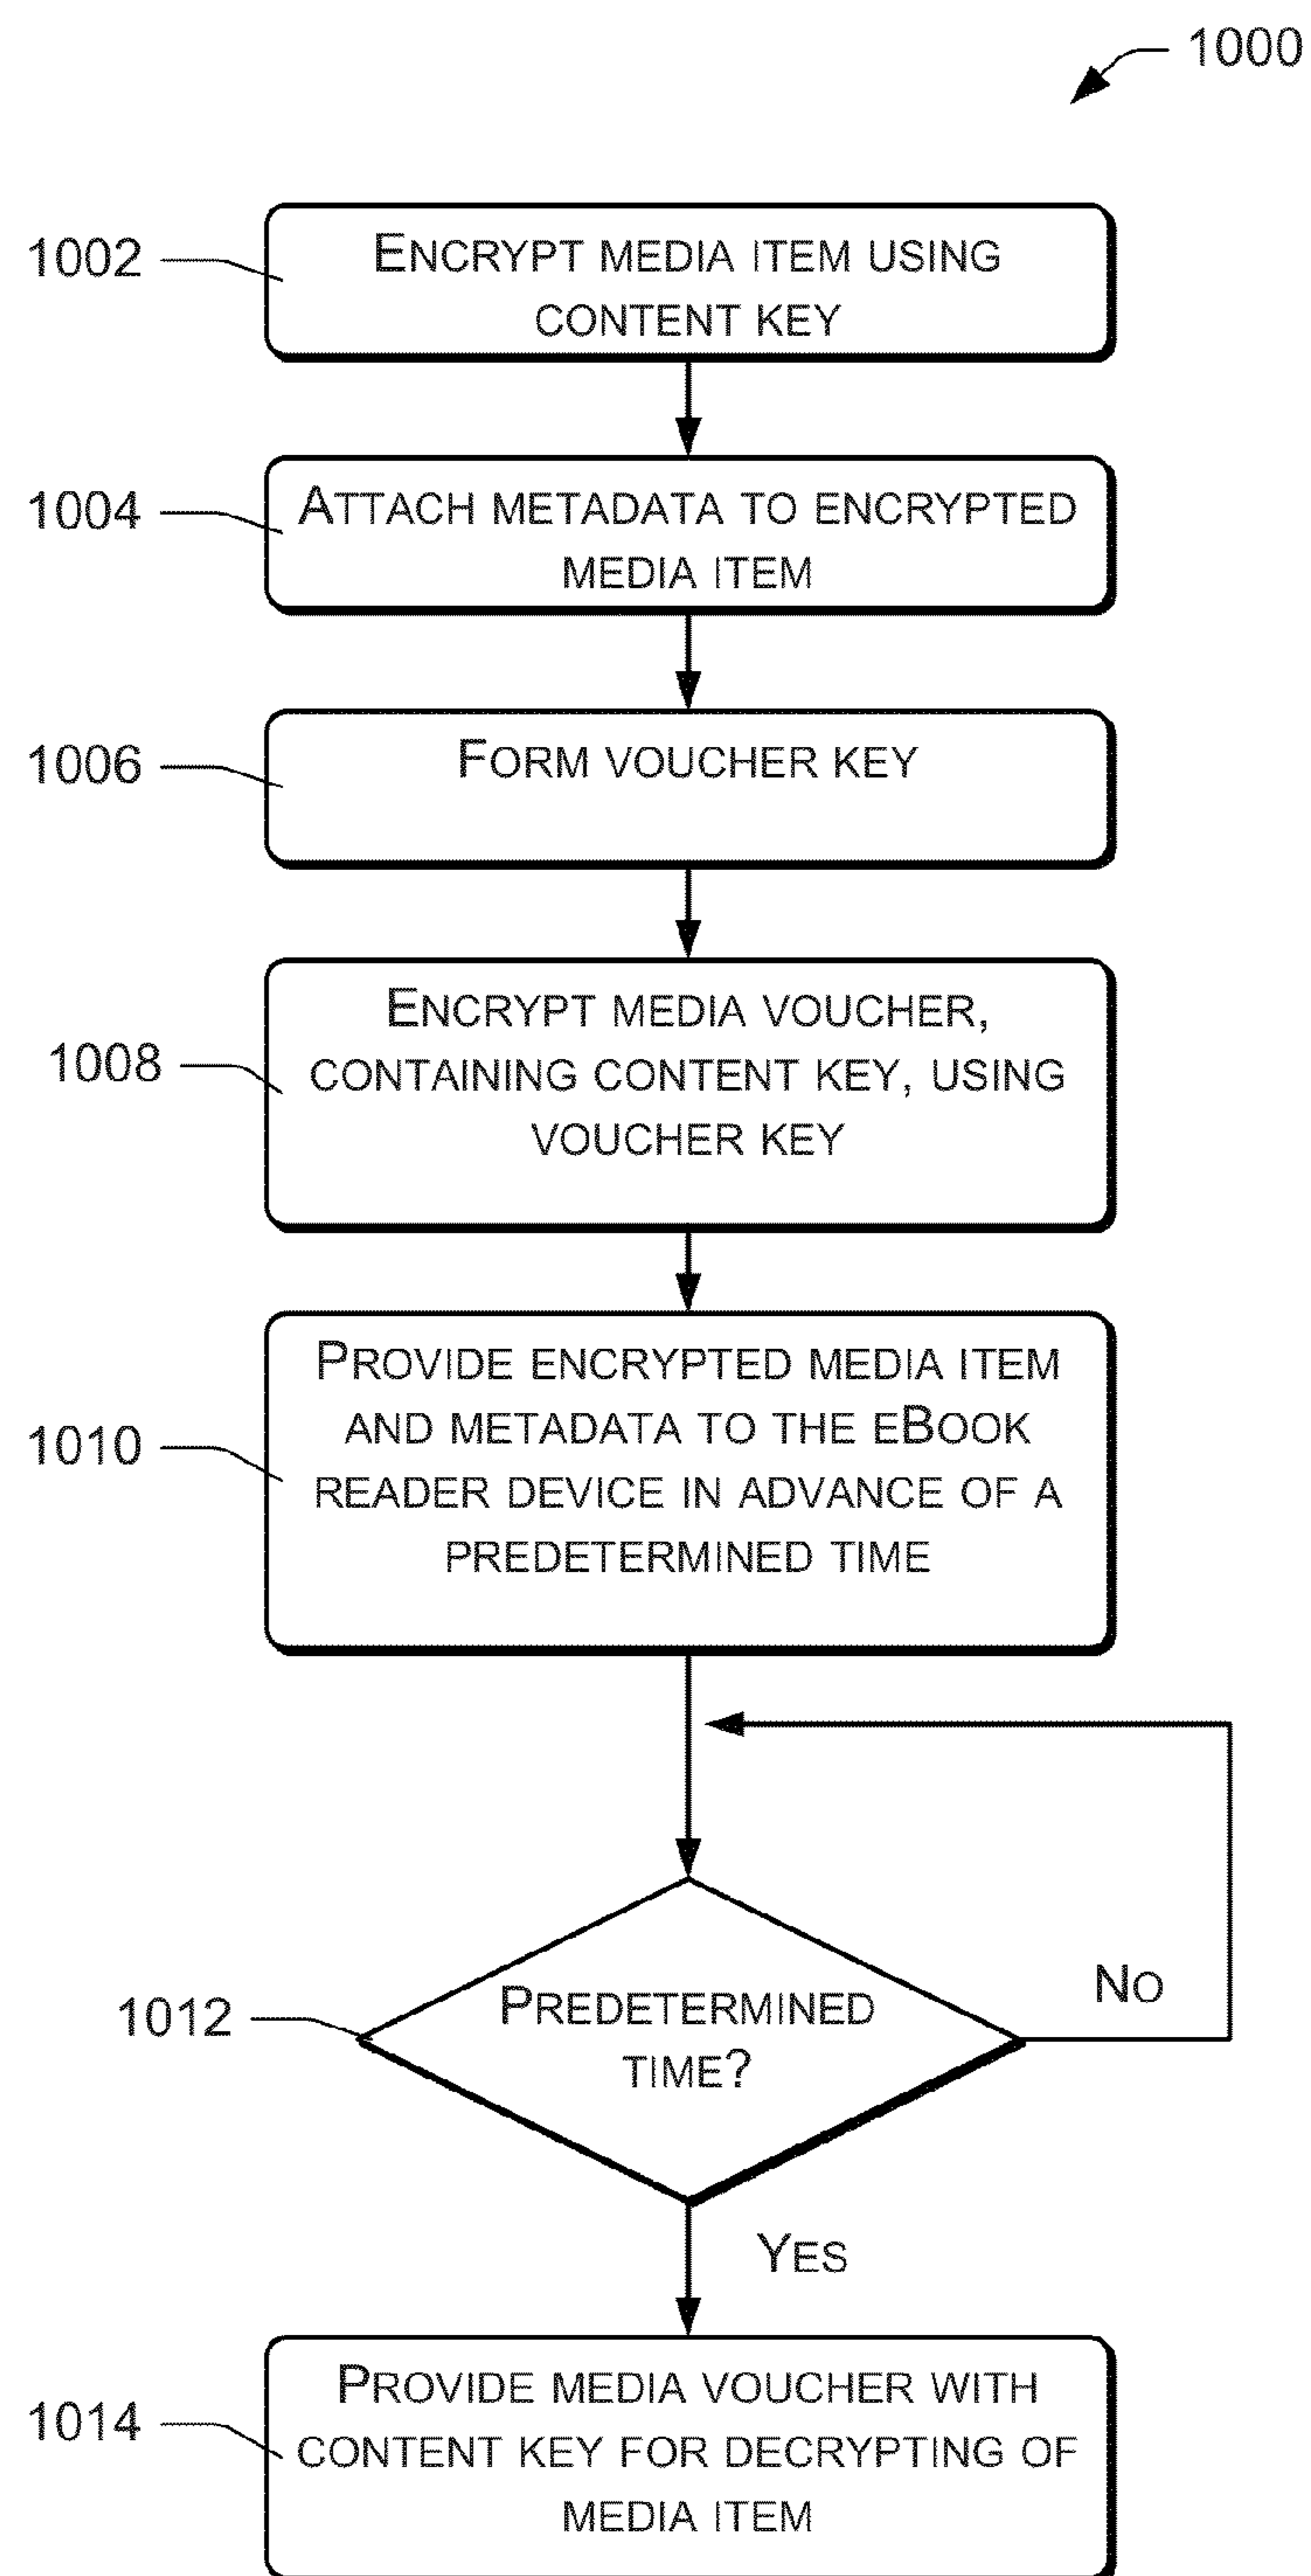 1000
1002
ENCRYPT MEDIA ITEM USING
CONTENT KEY
1004
ATTACH METADATA TO ENCRYPTED
MEDIA ITEM
1006
FORM VOUCHER KEY
1008
ENCRYPT MEDIA VOUCHER,
CONTAINING CONTENT KEY, USING
VOUCHER KEY
1010
PROVIDE ENCRYPTED MEDIA ITEM
AND METADATA TO THE EBOOK
READER DEVICE IN ADVANCE OF A
PREDETERMINED TIME
1012
PREDETERMINED
TIME?
NO
YES
1014
PROVIDE MEDIA VOUCHER WITH
CONTENT KEY FOR DECRYPTING OF
MEDIA ITEM